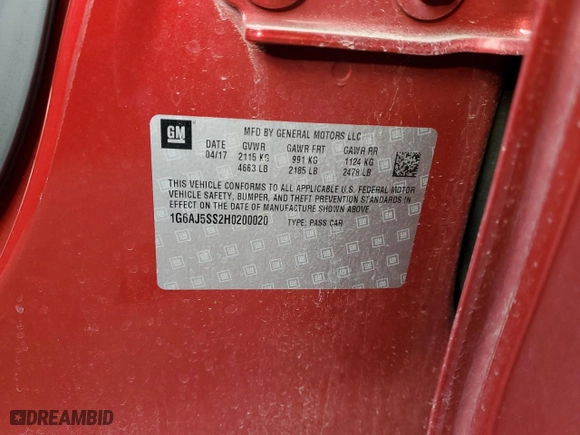 GM
MFD BY GENERAL MOTORS LLC
DATE GVWR GAWR FRT GAWR RR
04/17 2115 KG 991 KG 1124 KG
4663 LB 2185 LB 2478 LB
THIS VEHICLE CONFORMS TO ALL APPLICABLE U.S. FEDERAL MOTOR
VEHICLE SAFETY, BUMPER, AND THEFT PREVENTION STANDARDS IN
EFFECT ON THE DATE OF MANUFACTURE SHOWN ABOVE.
1G6AJ5SS2H0200020 TYPE: PASS CAR
DREAMBID